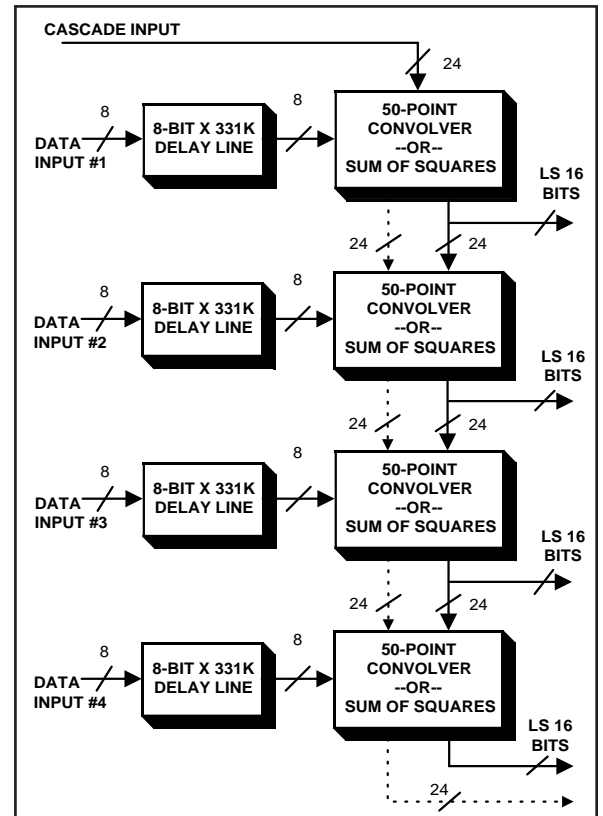 CASCADE INPUT
24
8
8-BIT X 331K
DELAY LINE
8
50-POINT
CONVOLVER
--OR--
SUM OF SQUARES
DATA
INPUT #1
LS 16
BITS
24
24
8
8-BIT X 331K
DELAY LINE
8
50-POINT
CONVOLVER
--OR--
SUM OF SQUARES
DATA
INPUT #2
LS 16
BITS
24
24
8
8-BIT X 331K
DELAY LINE
8
50-POINT
CONVOLVER
--OR--
SUM OF SQUARES
DATA
INPUT #3
LS 16
BITS
24
24
8
8-BIT X 331K
DELAY LINE
8
50-POINT
CONVOLVER
--OR--
SUM OF SQUARES
DATA
INPUT #4
LS 16
BITS
24